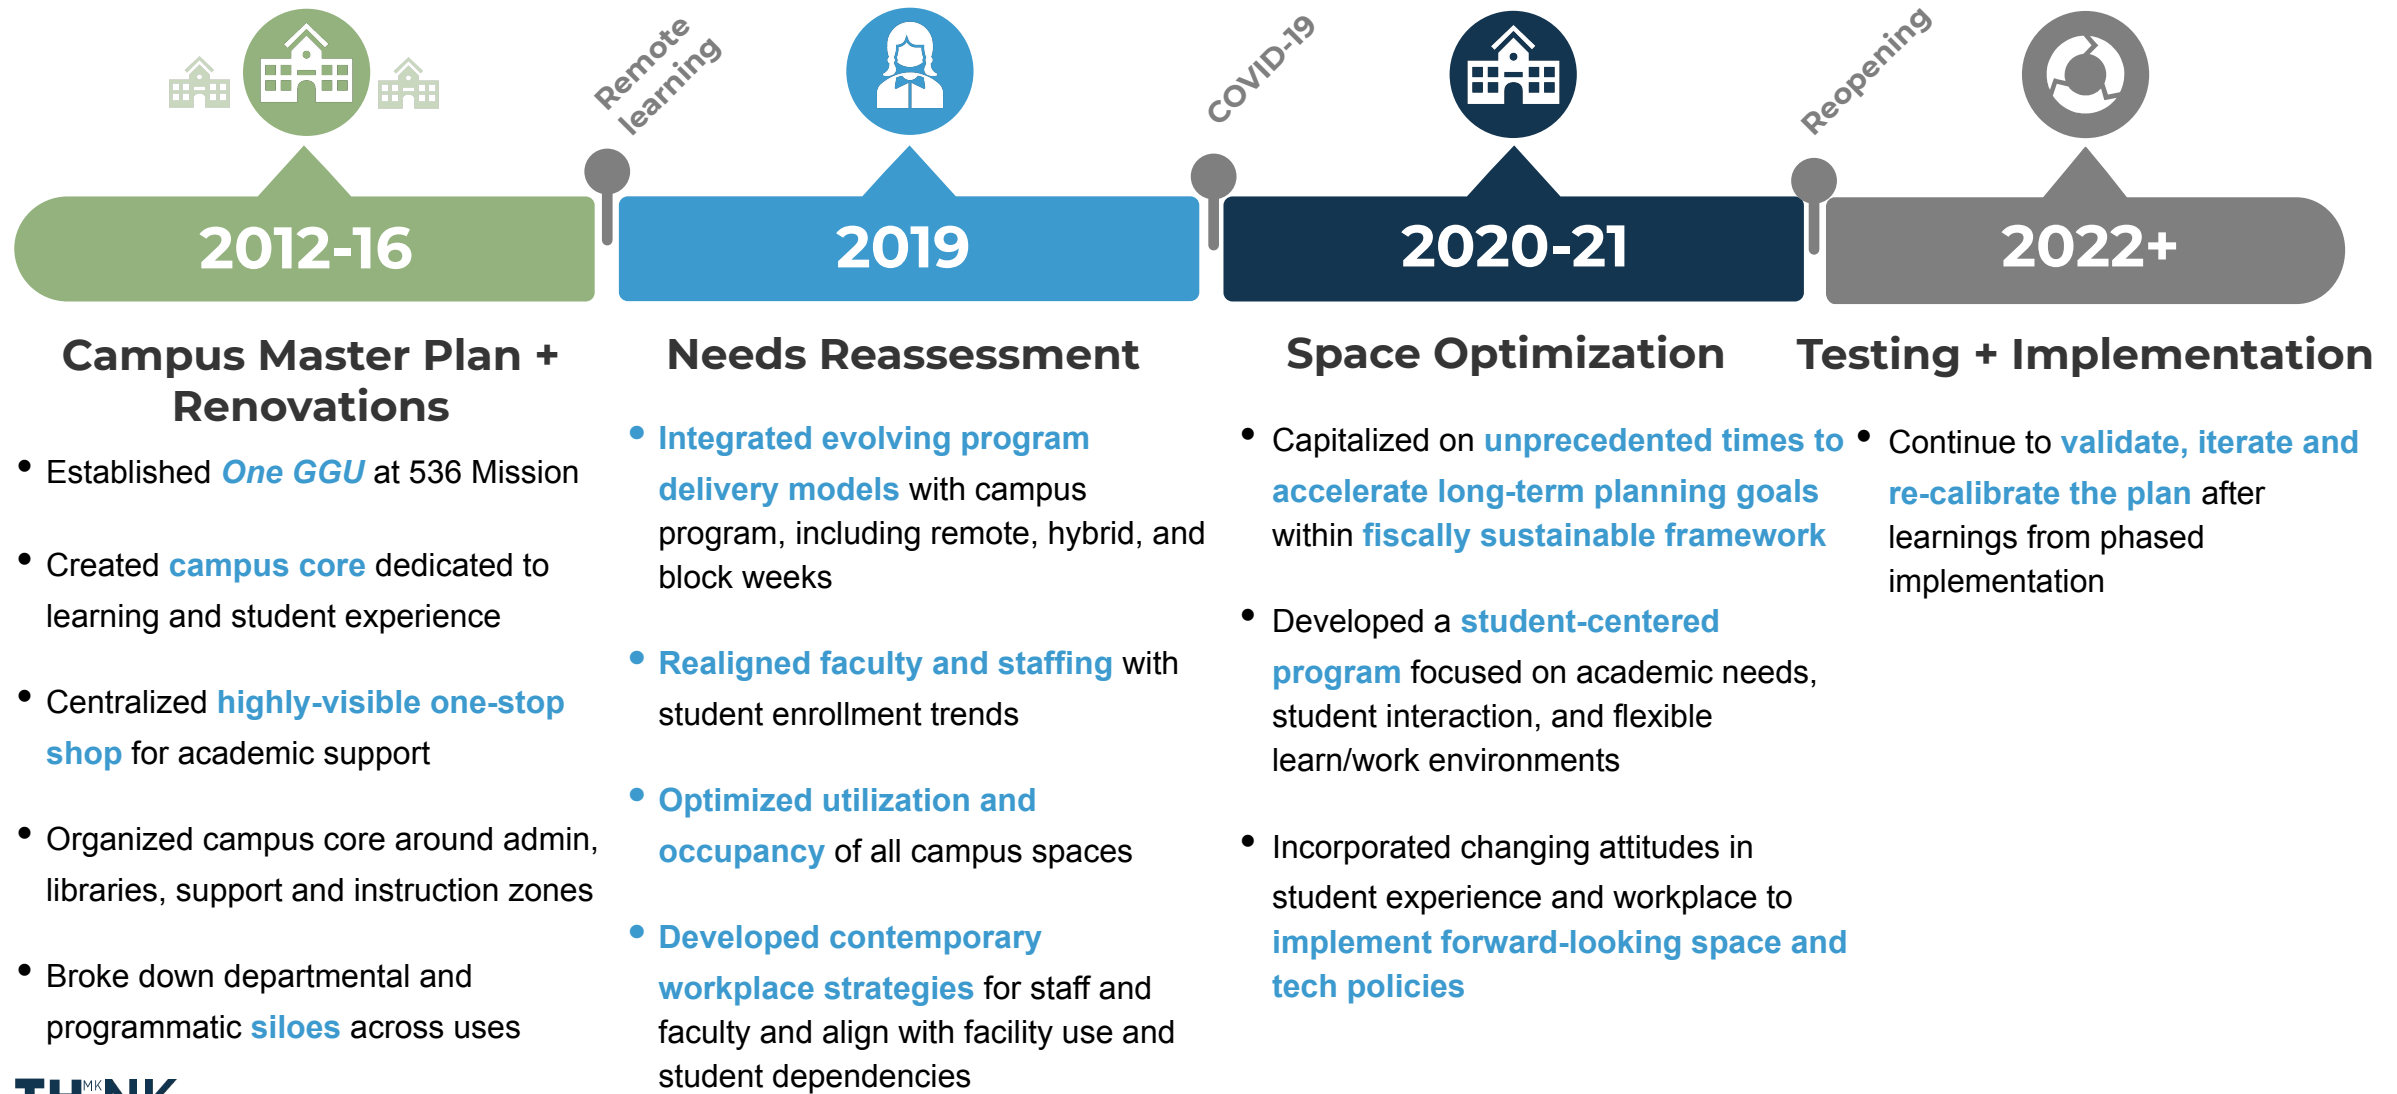 Remote
learning
COVID-19
Reopening
2012-16
2019
2020-21
2022+
Campus Master Plan +
Renovations
• Established One GGU at 536 Mission
• Created campus core dedicated to
learning and student experience
• Centralized highly-visible one-stop
shop for academic support
• Organized campus core around admin,
libraries, support and instruction zones
• Broke down departmental and
programmatic siloes across uses
Needs Reassessment
• Integrated evolving program
delivery models with campus
program, including remote, hybrid, and
block weeks
• Realigned faculty and staffing with
student enrollment trends
• Optimized utilization and
occupancy of all campus spaces
• Developed contemporary
workplace strategies for staff and
faculty and align with facility use and
student dependencies
Space Optimization
• Capitalized on unprecedented times to
accelerate long-term planning goals
within fiscally sustainable framework
• Developed a student-centered
program focused on academic needs,
student interaction, and flexible
learn/work environments
• Incorporated changing attitudes in
student experience and workplace to
implement forward-looking space and
tech policies
Testing + Implementation
• Continue to validate, iterate and
re-calibrate the plan after
learnings from phased
implementation
MK